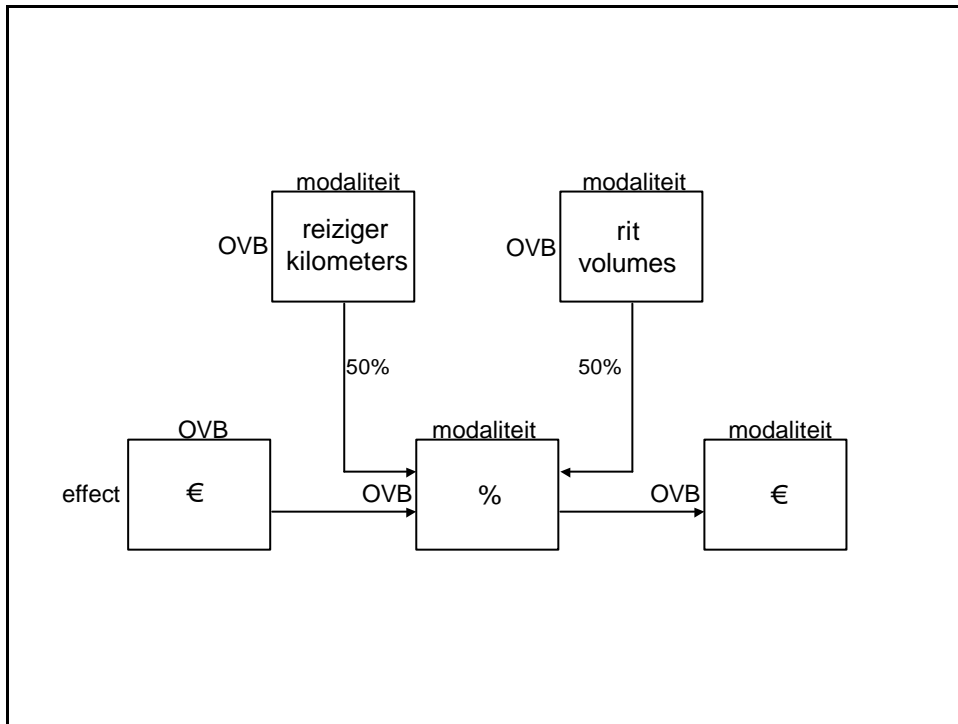 modaliteit
OVB
reiziger
kilometers
modaliteit
OVB
rit
volumes
50%
50%
OVB
effect
€
modaliteit
OVB
%
modaliteit
OVB
€